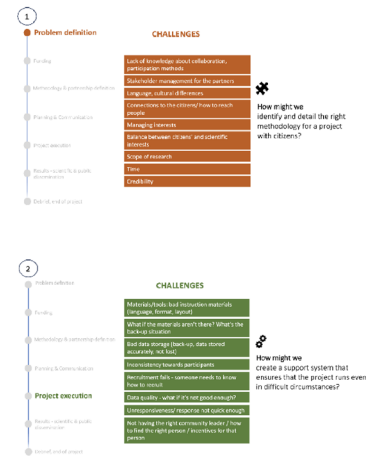 1
Problem definition
CHALLENGES
Funding
Methodology & partnership definition
Planning & Communication
Project execution
Results - scientific & public
dissemination
Debrief, end of project
Lack of knowledge about collaboration,
participation methods
Stakeholder management for the partners
Language, cultural differences
Connections to the citizens/ how to reach
people
Managing interests
Balance between citizens' and scientific
interests
Scope of research
Time
Credibility
How might we
identify and detail the right
methodology for a project
with citizens?
2
Problem definition
CHALLENGES
Funding
Methodology & partnership definition
Planning & Communication
Project execution
Results - scientific & public
dissemination
Debrief, end of project
Materials/tools: bad instruction materials
(language, format, layout)
What if the materials aren't there? What's the
back-up situation
Bad data storage (back-up, data stored
accurately, not lost)
Inconsistency towards participants
Recruitment fails - someone needs to know
how to recruit
Data quality - what if it's not good enough?
Unresponsiveness/ response not quick enough
Not having the right community leader / how
to find the right person / incentives for that
person
How might we
create a support system that
ensures that the project runs even
in difficult circumstances?